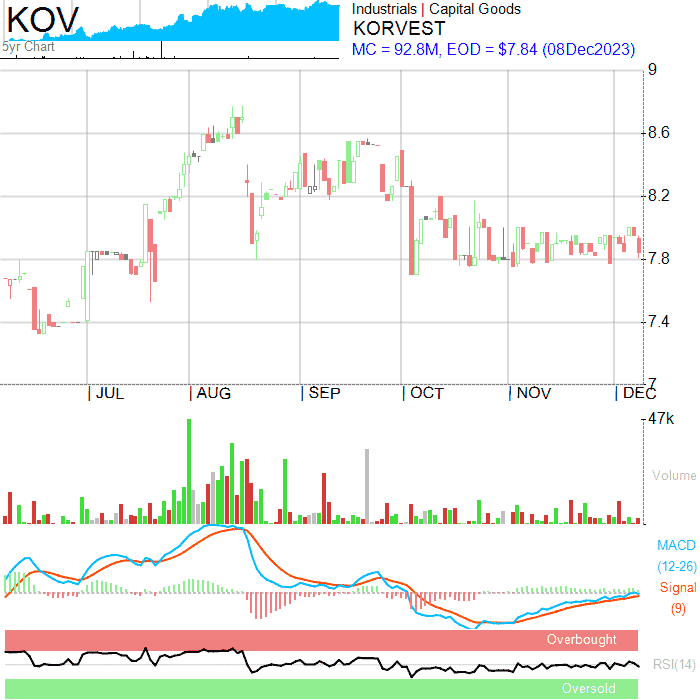 KOV
5yr Chart
Industrials | Capital Goods
KORVEST
MC = 92.8M, EOD = $7.84 (08Dec2023)
9
8.6
8.2
7.8
7.4
7
| JUL | AUG | SEP | OCT | NOV | DEC
47k
Volume
MACD
(12-26)
Signal
(9)
Overbought
RSI(14)
Oversold